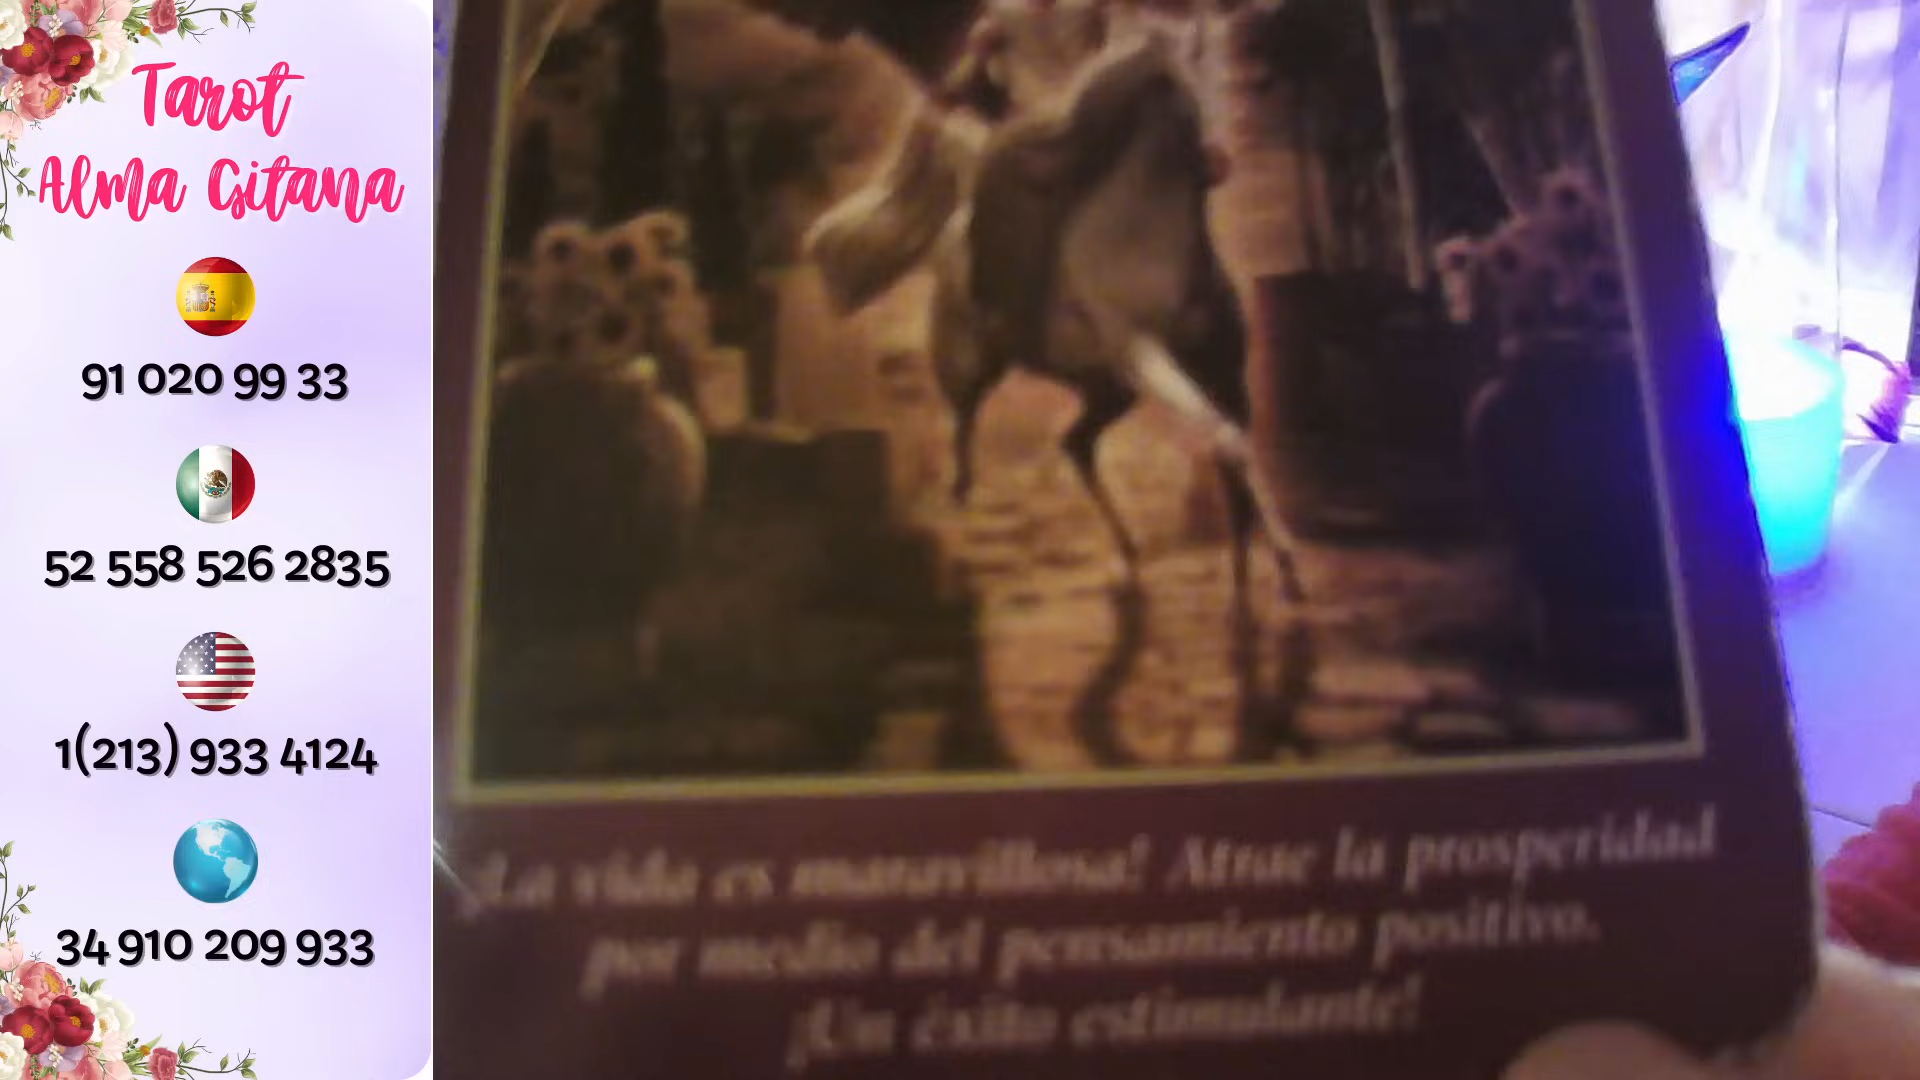 Tarot
Alma Gitana
91 020 99 33
52 558 526 2835
1(213) 933 4124
34 910 209 933
¡La vida es maravillosa! Atrae la prosperidad
por medio del pensamiento positivo.
¡Un éxito estimulante!